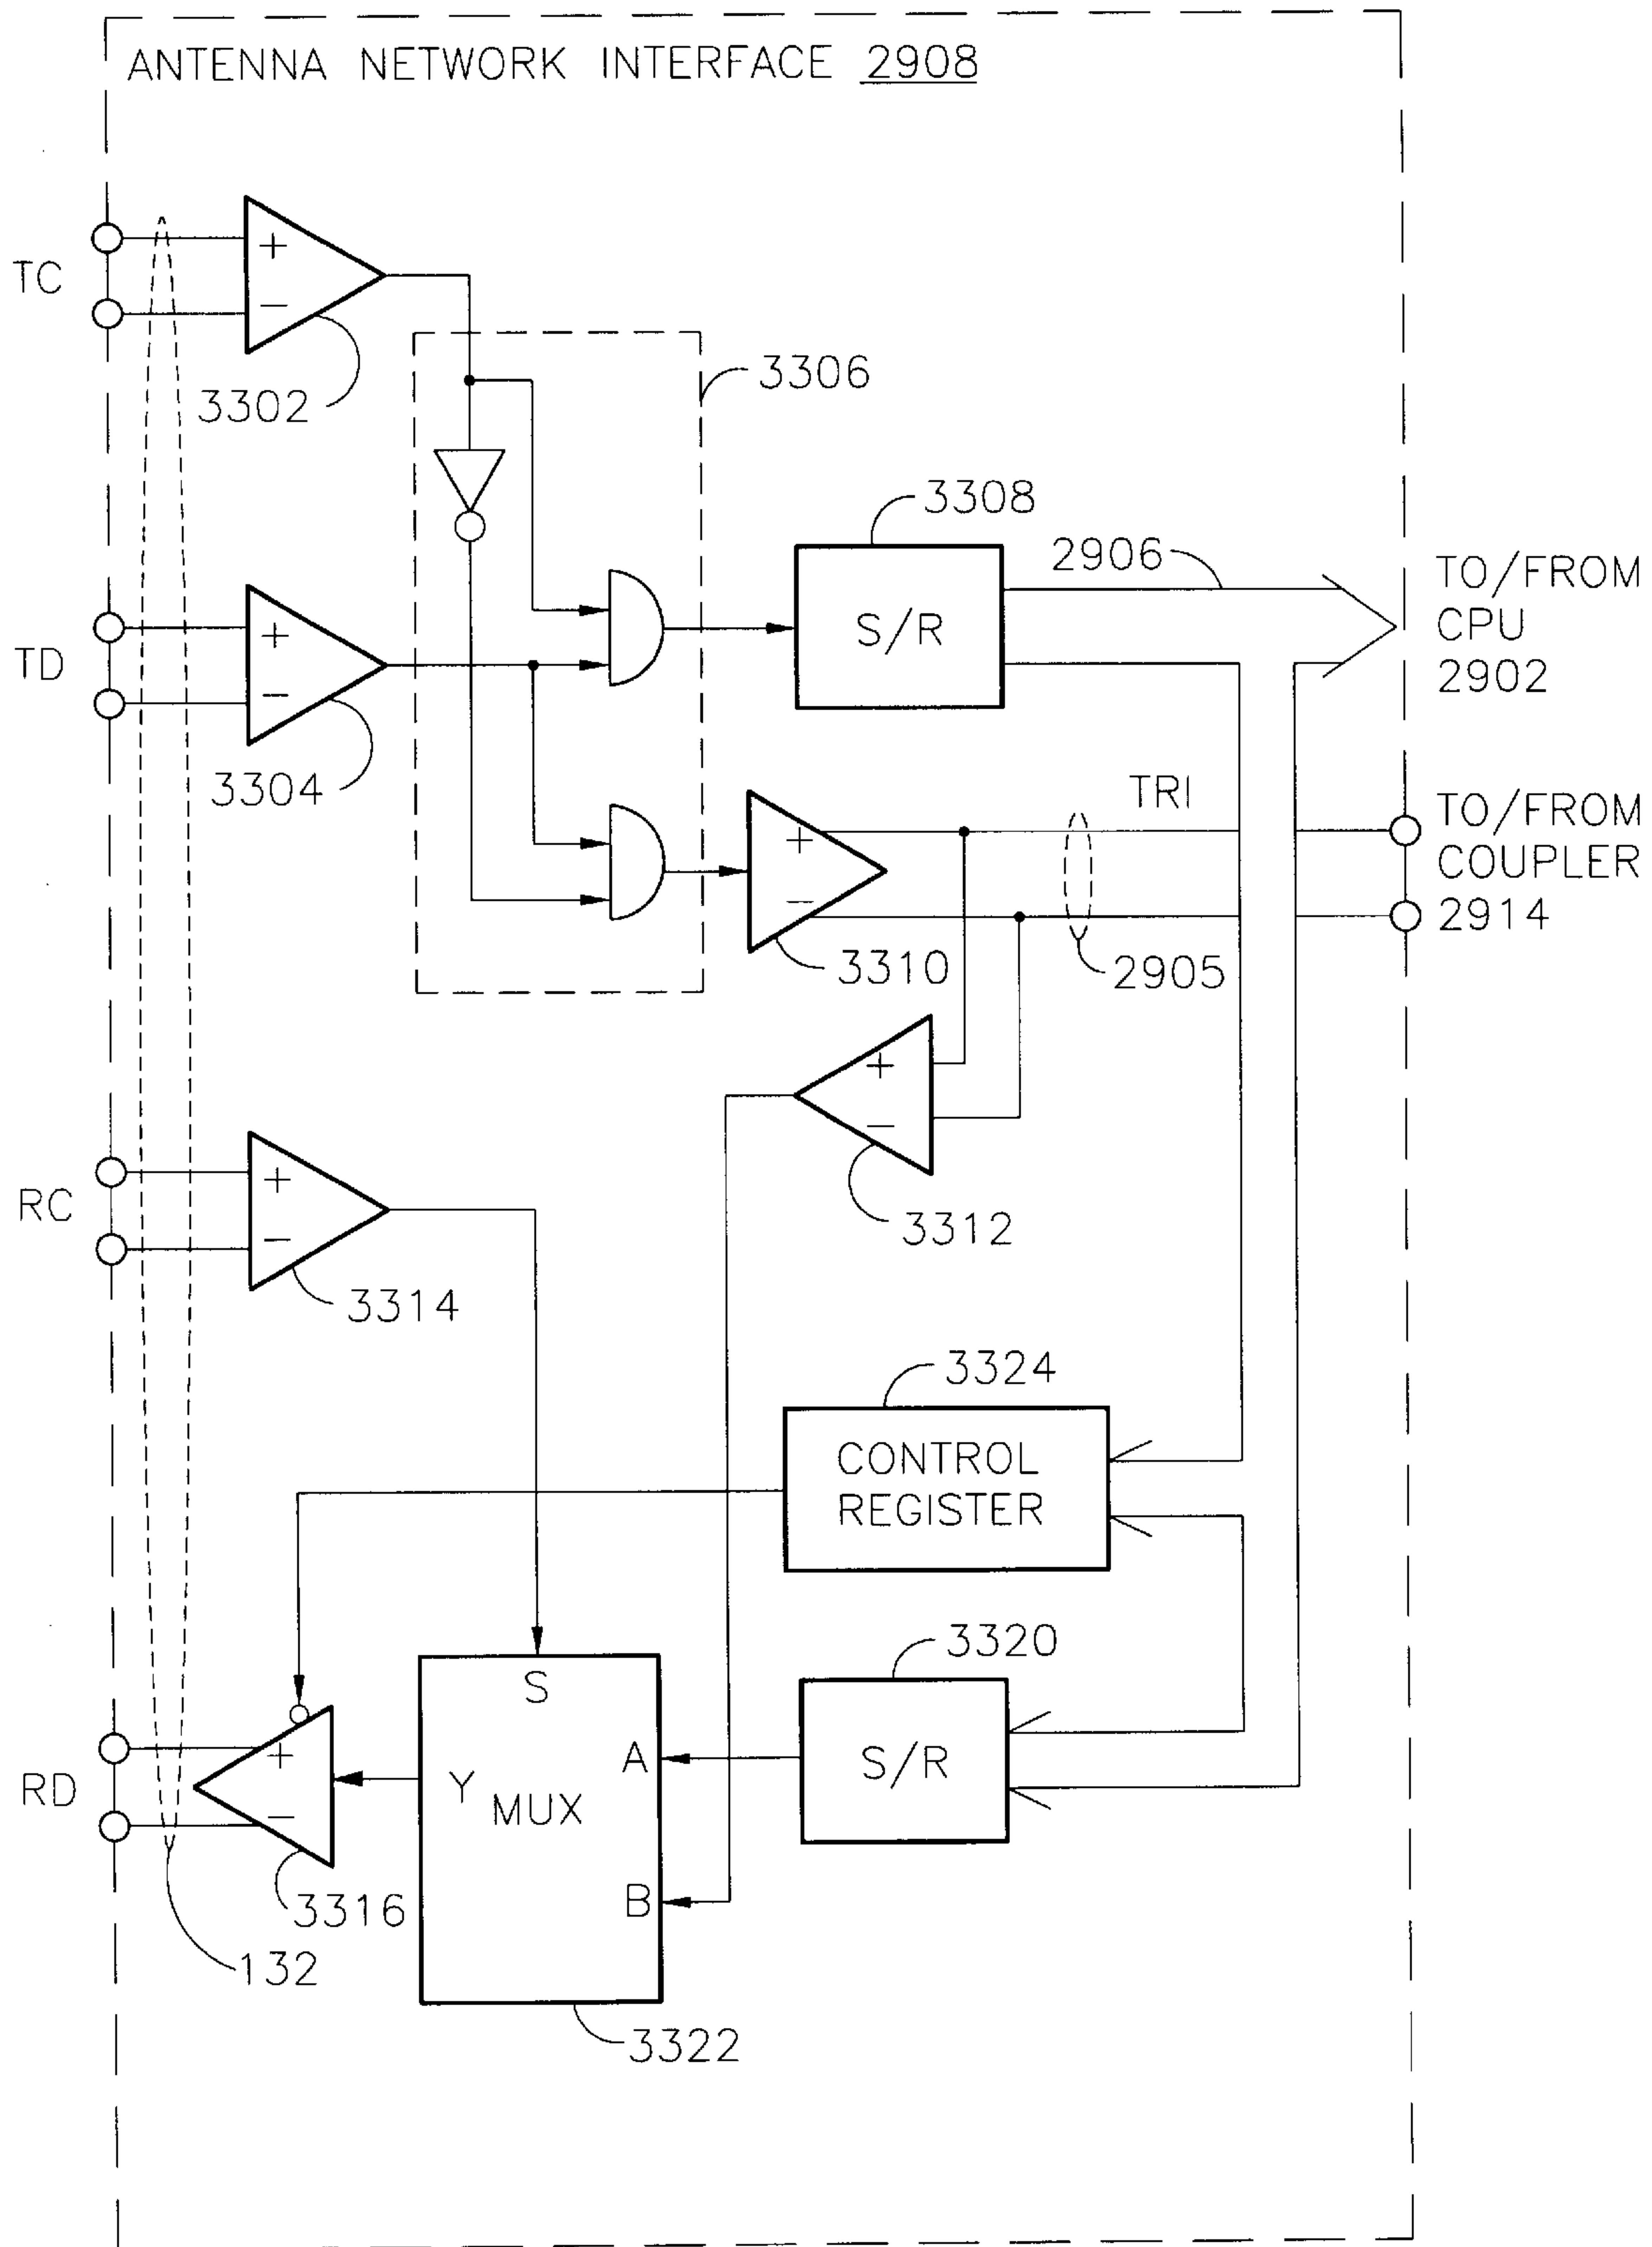 ANTENNA NETWORK INTERFACE 2908
TC
+
−
3302
3306
3308
2906
TO/FROM
CPU
2902
S/R
TD
+
−
3304
TRI
TO/FROM
COUPLER
2914
+
−
3310
2905
+
−
3312
RC
+
−
3314
3324
CONTROL
REGISTER
3320
S
A
S/R
RD
+
−
Y
MUX
B
3316
132
3322